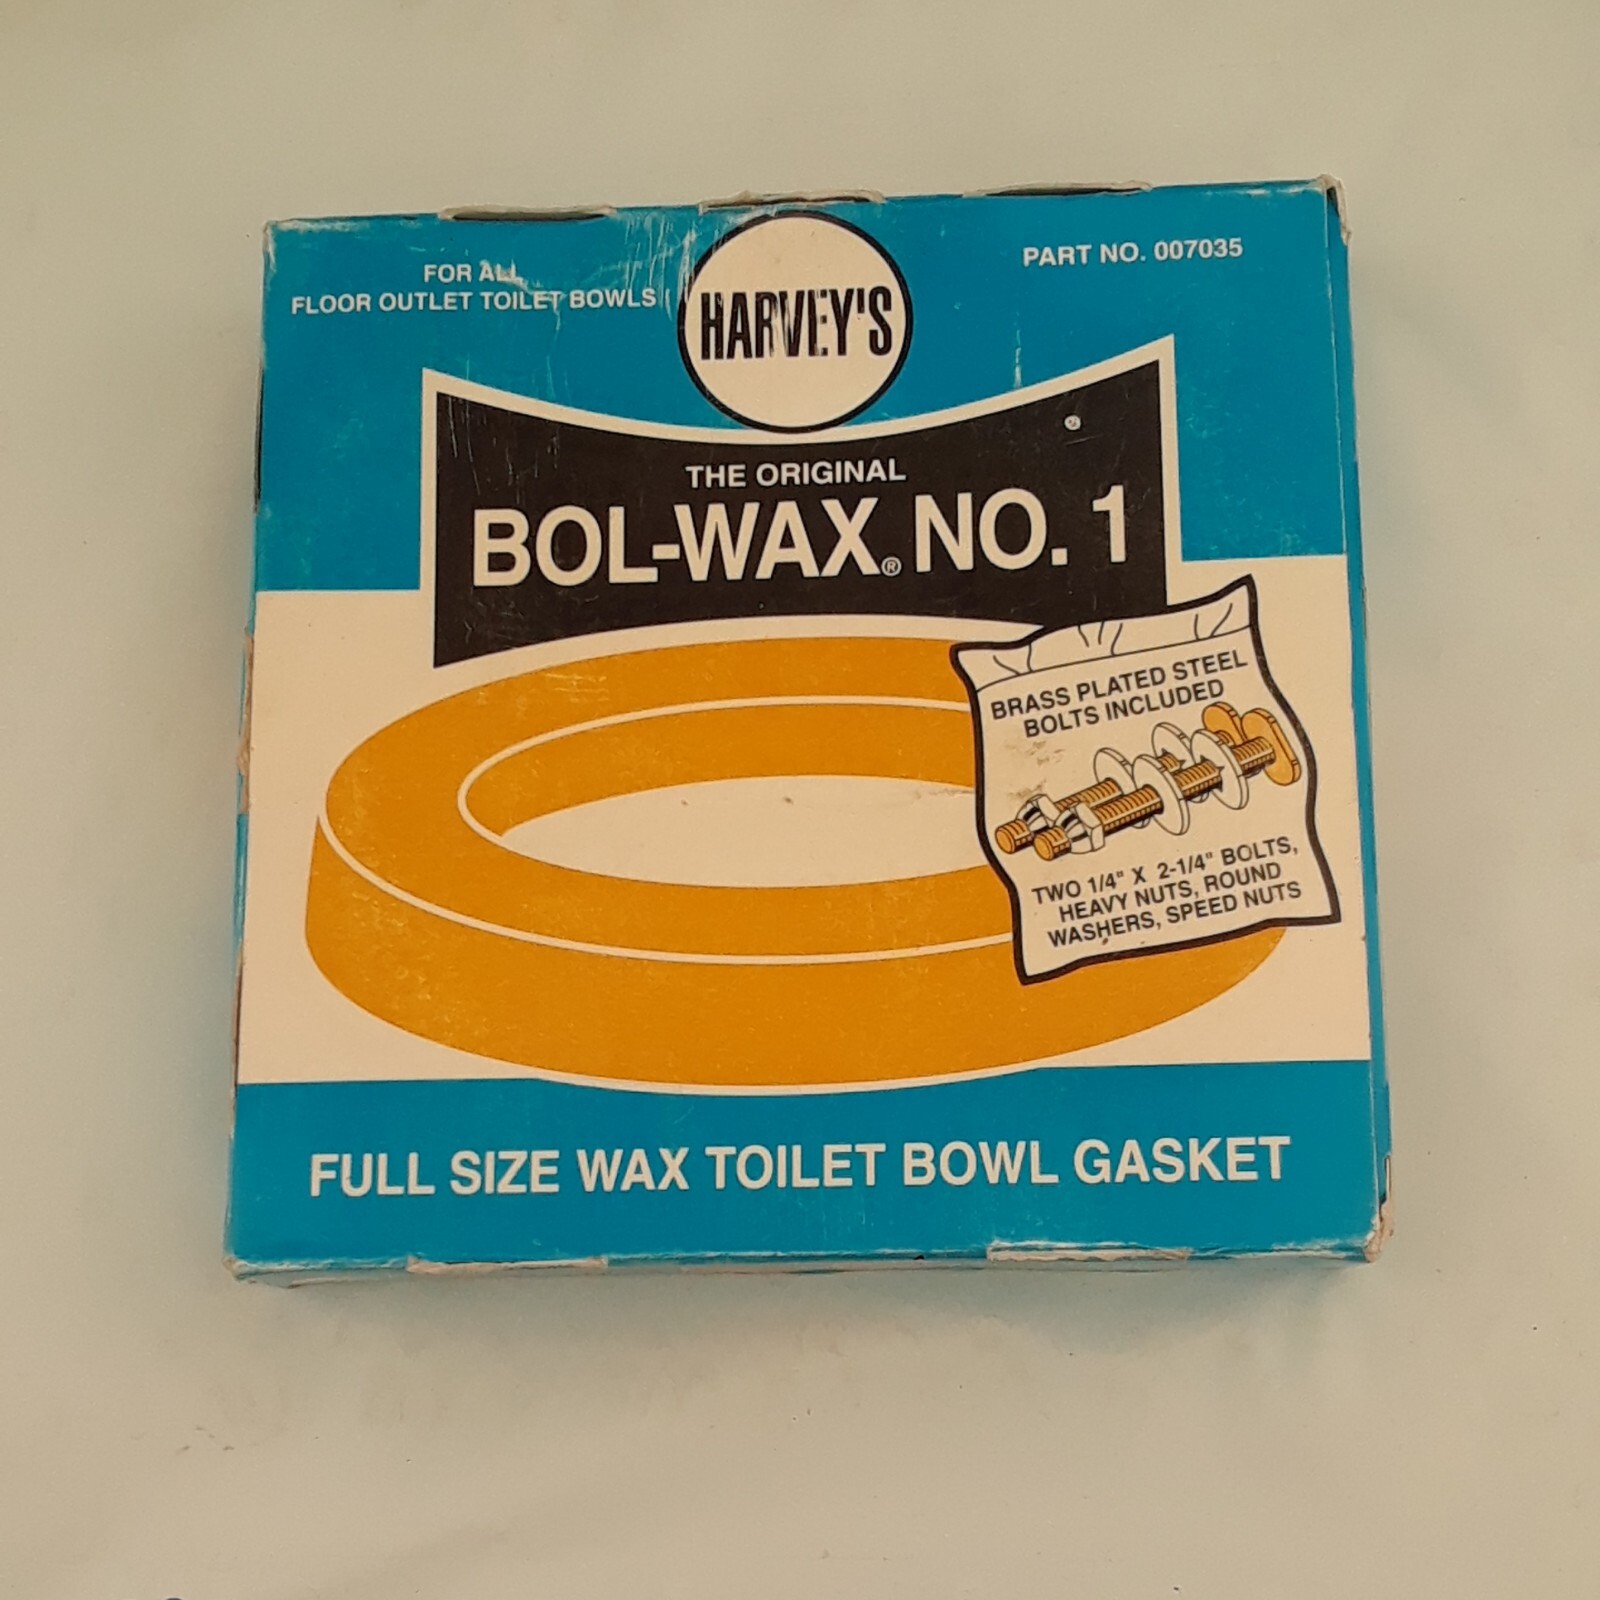 FOR ALL
FLOOR OUTLET TOILET BOWLS
HARVEY'S
PART NO. 007035
THE ORIGINAL
BOL-WAX® NO. 1
BRASS PLATED STEEL
BOLTS INCLUDED
TWO 1/4" X 2-1/4" BOLTS,
HEAVY NUTS, ROUND
WASHERS, SPEED NUTS
FULL SIZE WAX TOILET BOWL GASKET